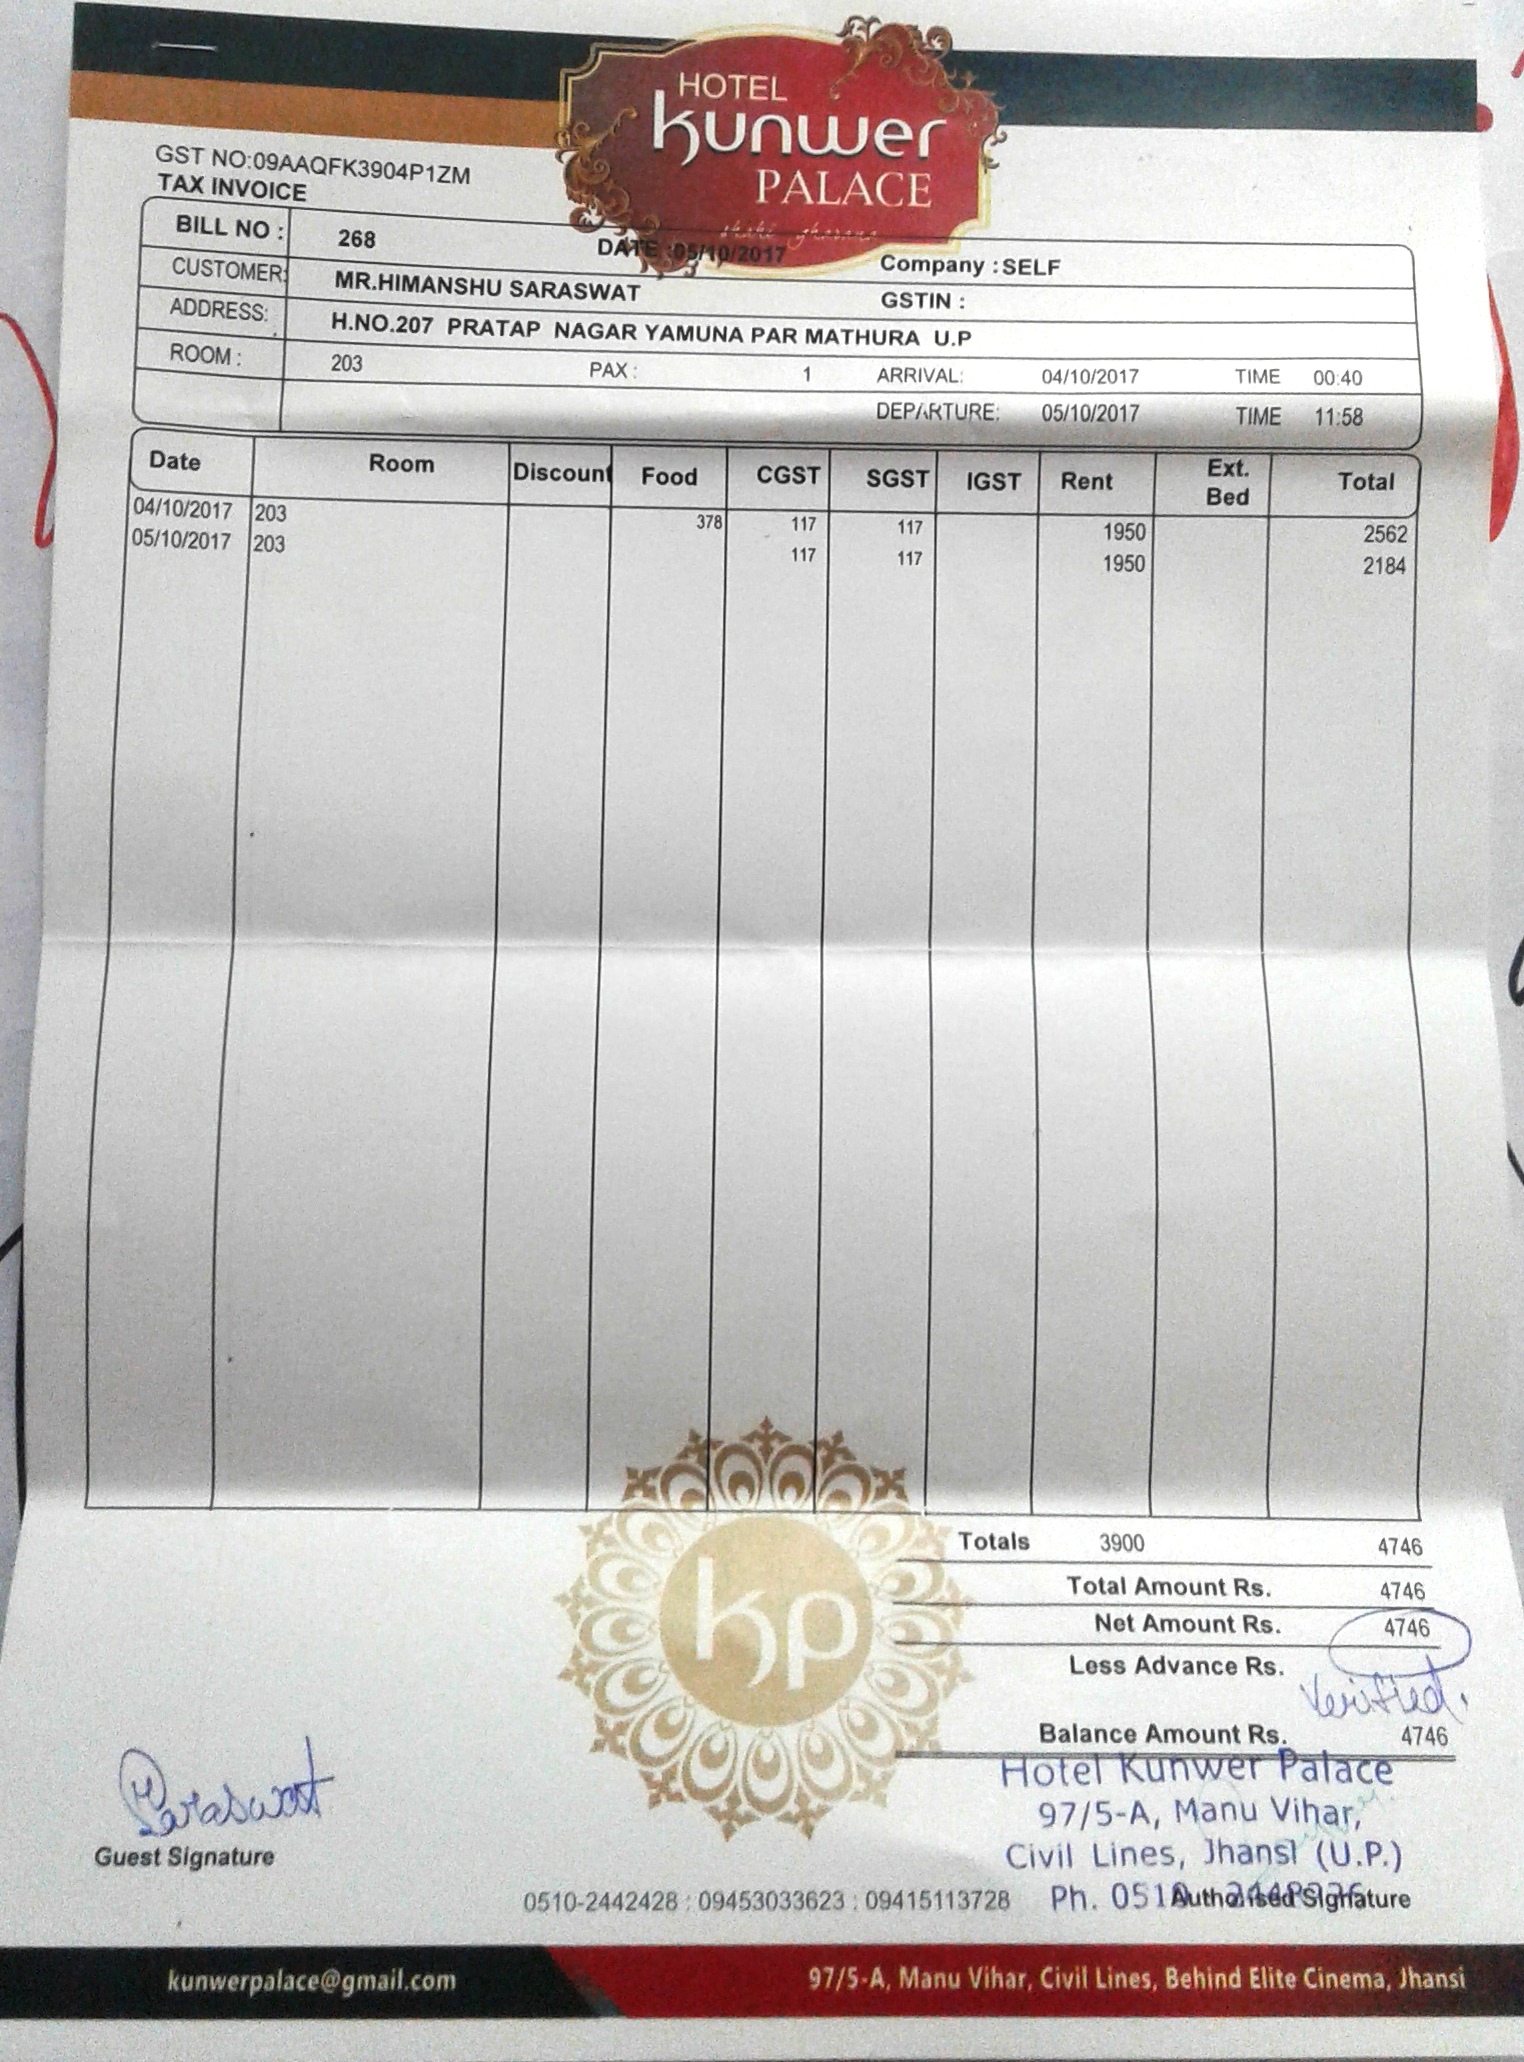 HOTEL
kunwer
PALACE
shahi gharana
GST NO:09AAQFK3904P1ZM
TAX INVOICE
BILL NO : 268 DATE :05/10/2017 Company : SELF
CUSTOMER: MR.HIMANSHU SARASWAT GSTIN :
ADDRESS: H.NO.207 PRATAP NAGAR YAMUNA PAR MATHURA U.P
ROOM : 203 PAX : 1 ARRIVAL: 04/10/2017 TIME 00:40
DEPARTURE: 05/10/2017 TIME 11:58
Date Room Discount Food CGST SGST IGST Rent Ext. Bed Total
04/10/2017 203 378 117 117 1950 2562
05/10/2017 203 117 117 1950 2184
Totals 3900 4746
Total Amount Rs. 4746
Net Amount Rs. 4746
Less Advance Rs.
Verified.
Balance Amount Rs. 4746
kp
Hotel Kunwer Palace
97/5-A, Manu Vihar,
Civil Lines, Jhansi (U.P.)
Saraswat
Guest Signature
0510-2442428 : 09453033623 : 09415113728 Ph. 0510 Authorised Signature
kunwerpalace@gmail.com 97/5-A, Manu Vihar, Civil Lines, Behind Elite Cinema, Jhansi